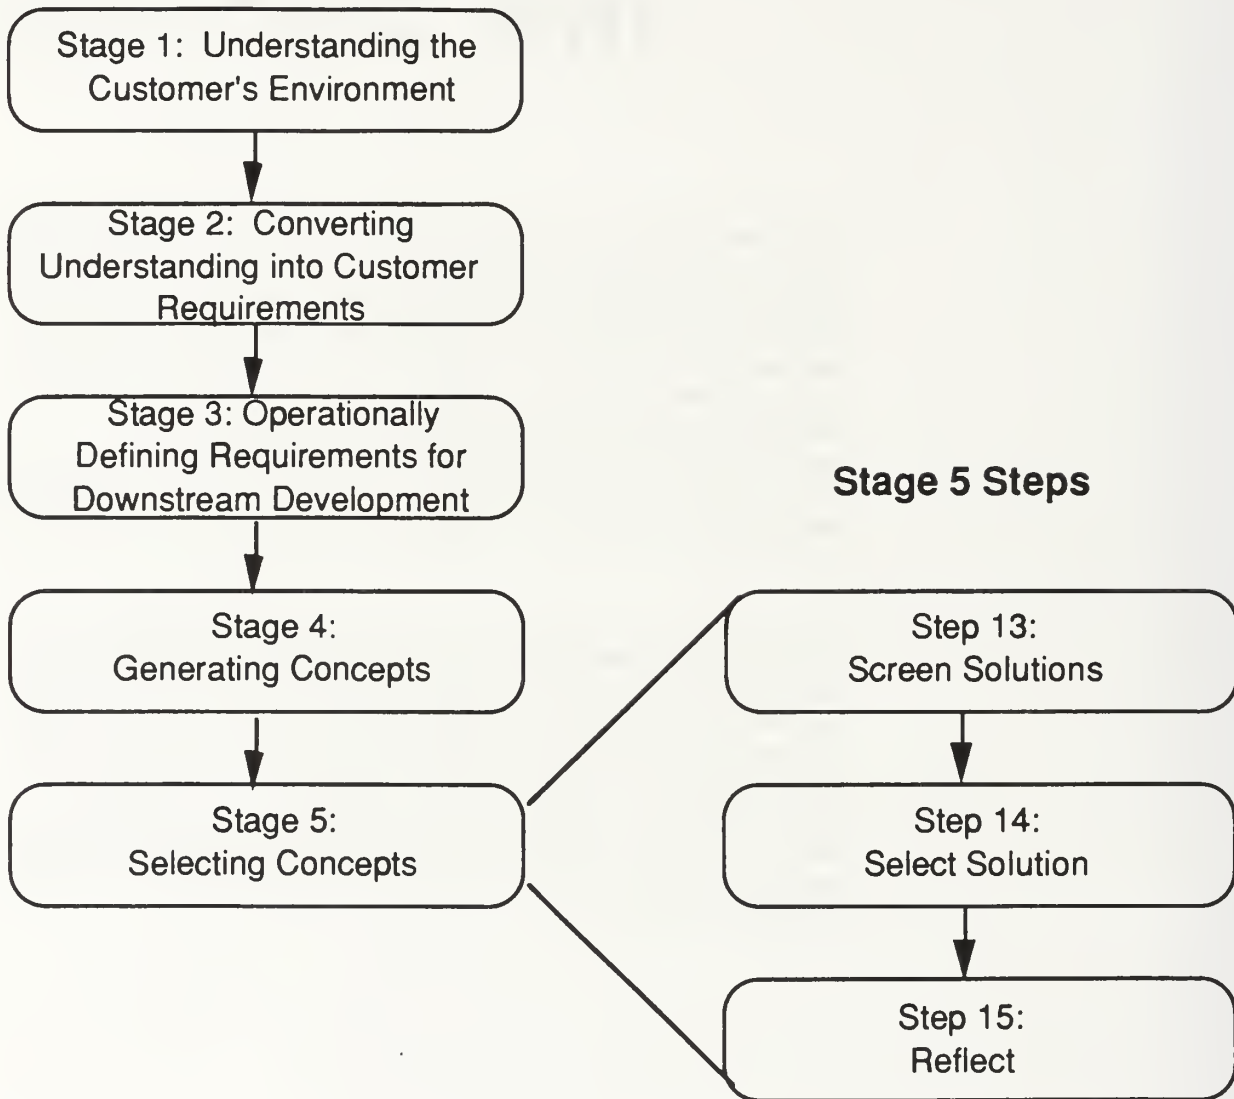 Stage 1: Understanding the
Customer's Environment
Stage 2: Converting
Understanding into Customer
Requirements
Stage 3: Operationally
Defining Requirements for
Downstream Development
Stage 4:
Generating Concepts
Stage 5:
Selecting Concepts
Stage 5 Steps
Step 13:
Screen Solutions
Step 14:
Select Solution
Step 15:
Reflect